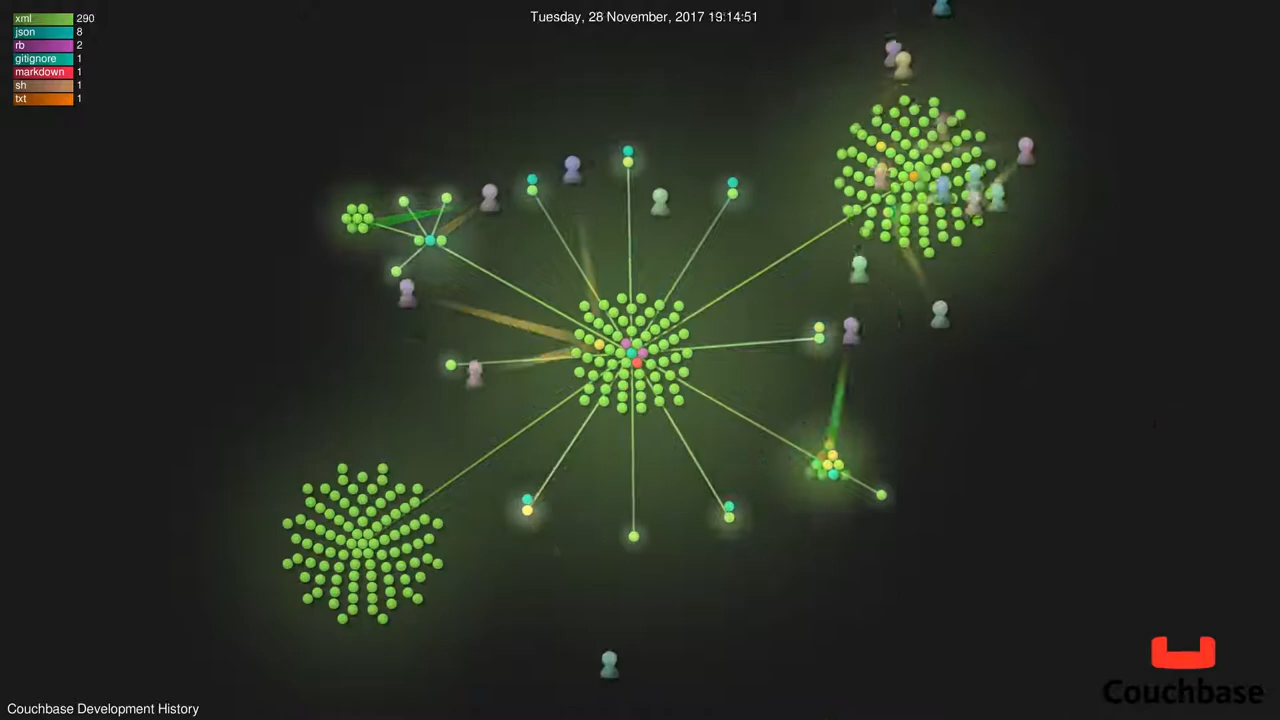 Tuesday, 28 November, 2017 19:14:51
xml 290
json 8
rb 2
gitignore 1
markdown 1
sh 1
txt 1
Couchbase
Couchbase Development History